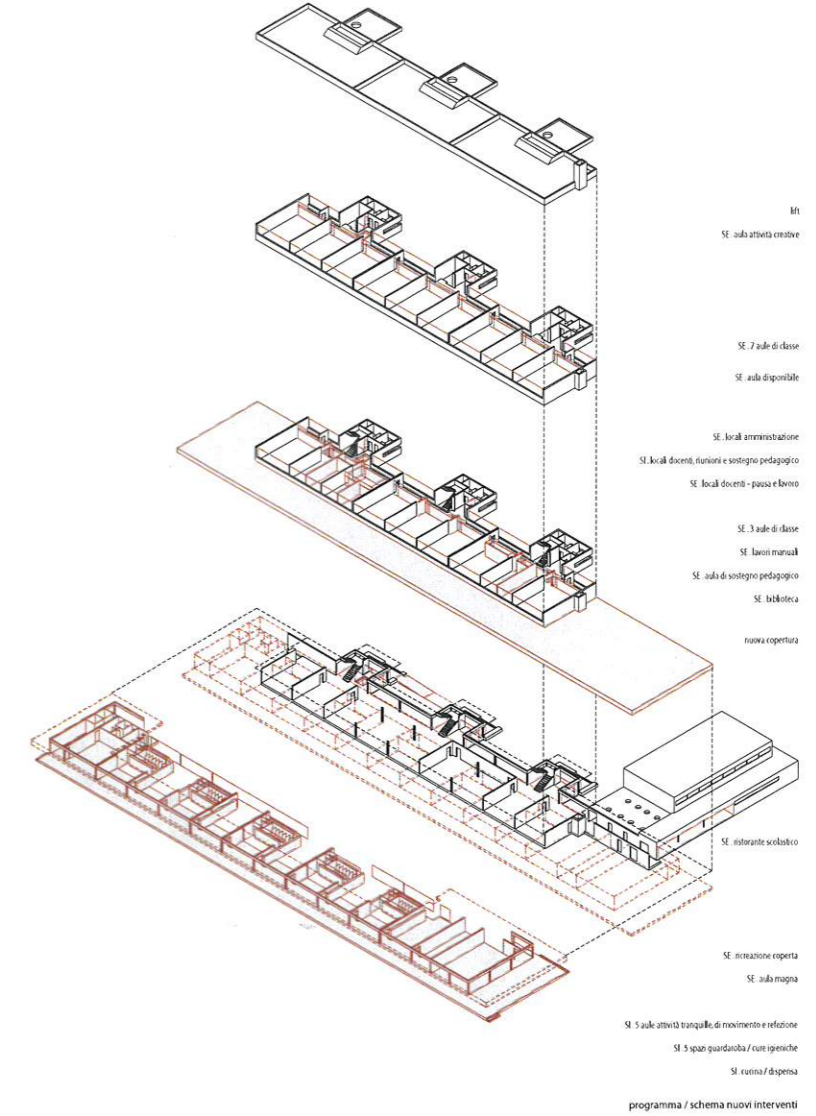 lift
SE . aula attività creative
SE . 7 aule di classe
SE . aula disponibile
SE . locali amministrazione
SI . locali docenti, riunioni e sostegno pedagogico
SE . locali docenti - pausa e lavoro
SE . 3 aule di classe
SE . lavori manuali
SE . aula di sostegno pedagogico
SE . biblioteca
nuova copertura
SE . ristorante scolastico
SE . ricreazione coperta
SE . aula magna
SI . 5 aule attività tranquille, di movimento e refezione
SI . 5 spazi guardaroba / cure igieniche
SI . cucina / dispensa
programma / schema nuovi interventi